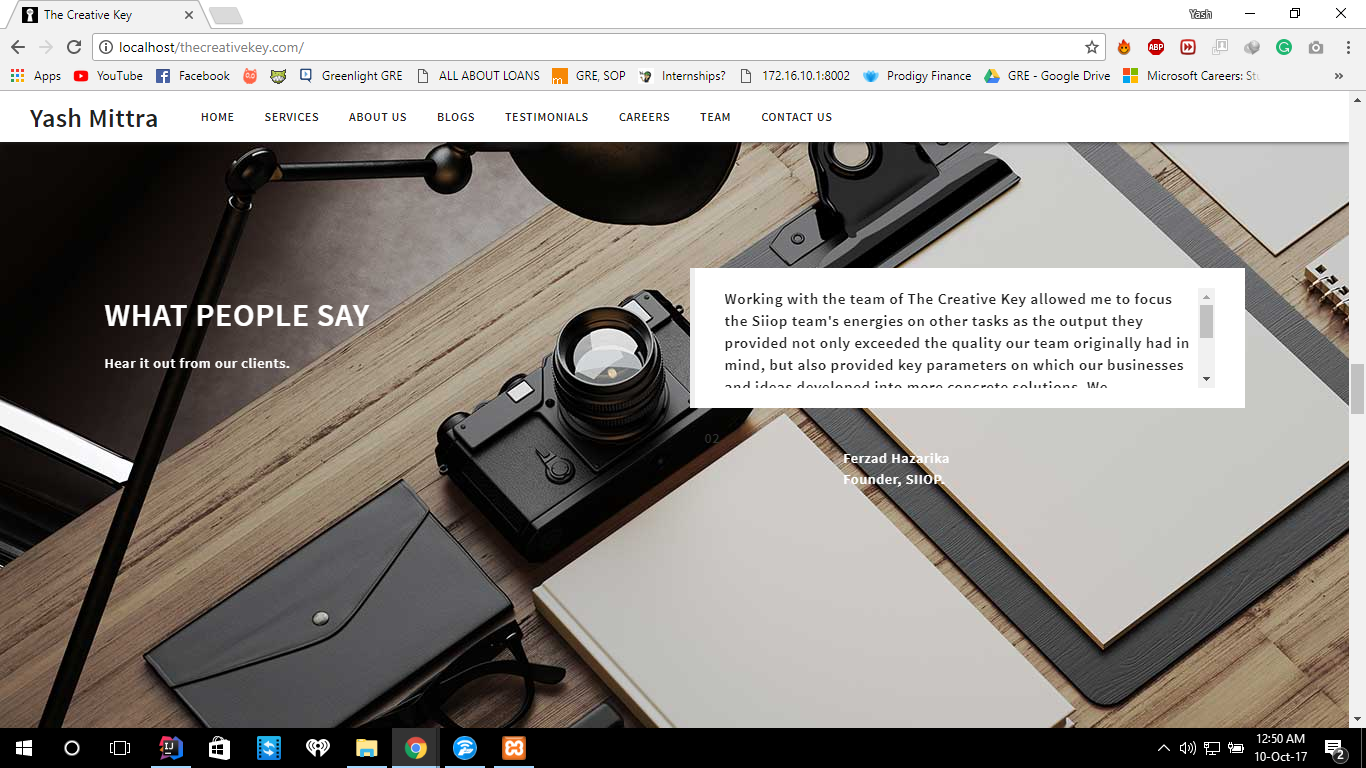 The Creative Key
Yash
localhost/thecreativekey.com/
ABP
Apps
YouTube
Facebook
Greenlight GRE
ALL ABOUT LOANS
GRE, SOP
Internships?
172.16.10.1:8002
Prodigy Finance
GRE - Google Drive
Microsoft Careers: Stu
Yash Mittra
HOME
SERVICES
ABOUT US
BLOGS
TESTIMONIALS
CAREERS
TEAM
CONTACT US
WHAT PEOPLE SAY
Hear it out from our clients.
Working with the team of The Creative Key allowed me to focus
the Siiop team's energies on other tasks as the output they
provided not only exceeded the quality our team originally had in
mind, but also provided key parameters on which our businesses
and ideas developed into more concrete solutions. We
02
Ferzad Hazarika
Founder, SIIOP.
IJ
12:50 AM
10-Oct-17
2